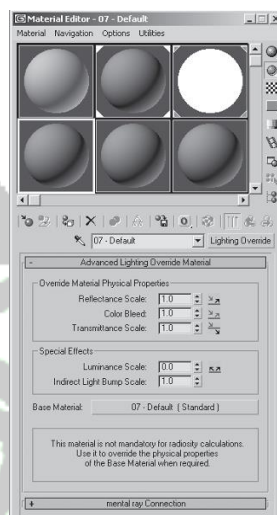 Material Editor - 07 - Default
Material Navigation Options Utilities
07 - Default Lighting Override
- Advanced Lighting Override Material
Override Material Physical Properties
Reflectance Scale: 1.0
Color Bleed: 1.0
Transmittance Scale: 1.0
Special Effects
Luminance Scale: 0.0
Indirect Light Bump Scale: 1.0
Base Material: 07 - Default ( Standard )
This material is not mandatory for radiosity calculations.
Use it to override the physical properties
of the Base Material when required.
+ mental ray Connection